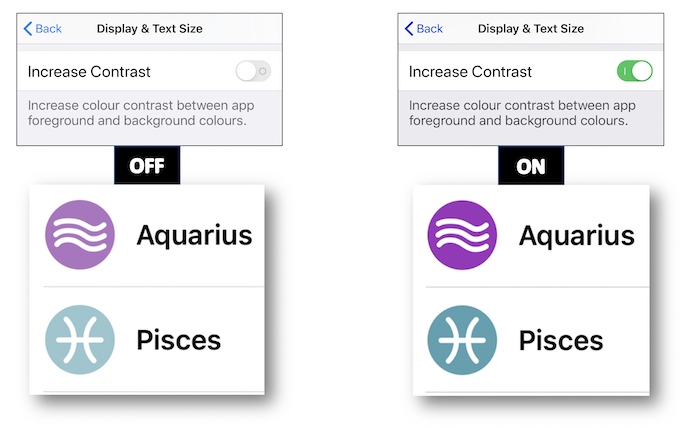 Back Display & Text Size
Increase Contrast
Increase colour contrast between app
foreground and background colours.
OFF
Aquarius
Pisces
Back Display & Text Size
Increase Contrast
Increase colour contrast between app
foreground and background colours.
ON
Aquarius
Pisces